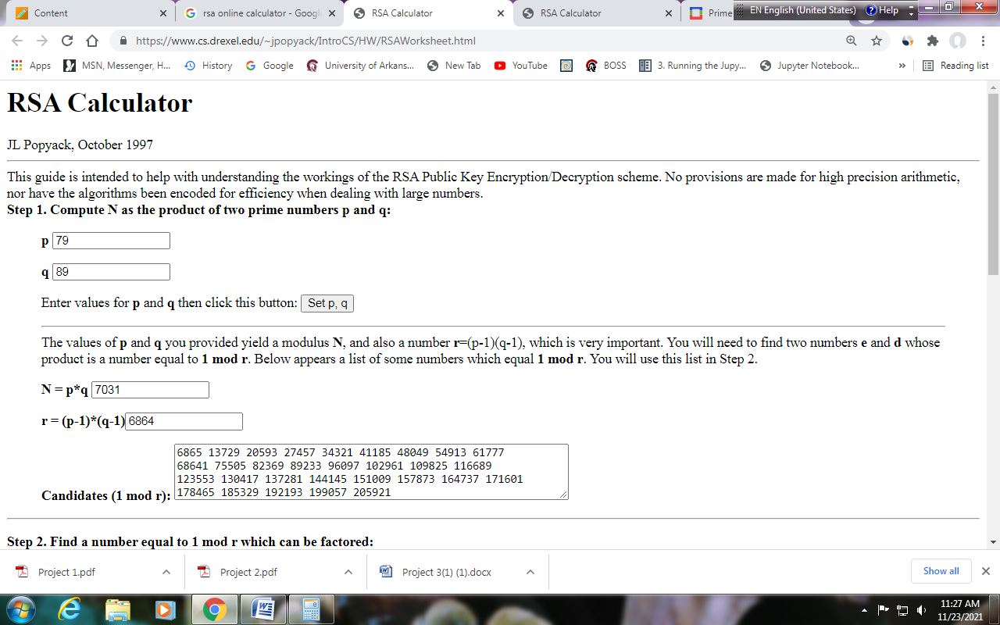 Content
rsa online calculator - Googl
RSA Calculator
RSA Calculator
Prime
EN English (United States)
Help
https://www.cs.drexel.edu/~jpopyack/IntroCS/HW/RSAWorksheet.html
Apps
MSN, Messenger, H...
History
Google
University of Arkans...
New Tab
YouTube
BOSS
3. Running the Jupy...
Jupyter Notebook...
»
Reading list
RSA Calculator
JL Popyack, October 1997
This guide is intended to help with understanding the workings of the RSA Public Key Encryption/Decryption scheme. No provisions are made for high precision arithmetic,
nor have the algorithms been encoded for efficiency when dealing with large numbers.
Step 1. Compute N as the product of two prime numbers p and q:
p 79
q 89
Enter values for p and q then click this button: Set p, q
The values of p and q you provided yield a modulus N, and also a number r=(p-1)(q-1), which is very important. You will need to find two numbers e and d whose
product is a number equal to 1 mod r. Below appears a list of some numbers which equal 1 mod r. You will use this list in Step 2.
N = p*q 7031
r = (p-1)*(q-1) 6864
6865 13729 20593 27457 34321 41185 48049 54913 61777
68641 75505 82369 89233 96097 102961 109825 116689
123553 130417 137281 144145 151009 157873 164737 171601
178465 185329 192193 199057 205921
Candidates (1 mod r):
Step 2. Find a number equal to 1 mod r which can be factored:
Project 1.pdf
Project 2.pdf
Project 3(1) (1).docx
Show all
11:27 AM
11/23/2021